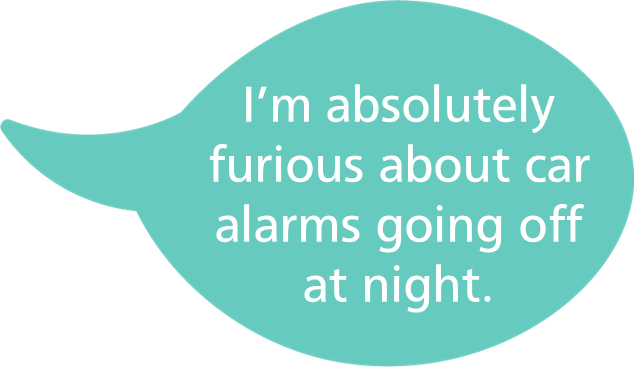 I’m absolutely
furious about car
alarms going off
at night.